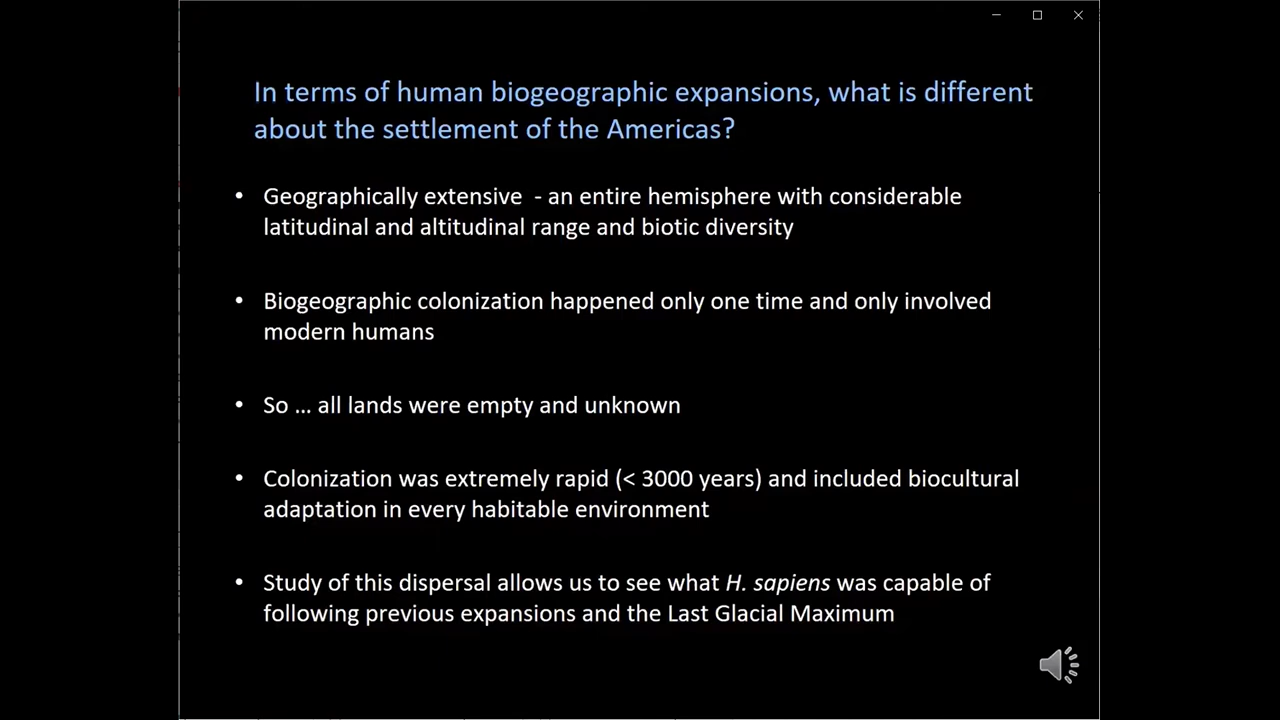 In terms of human biogeographic expansions, what is different
about the settlement of the Americas?
• Geographically extensive - an entire hemisphere with considerable
latitudinal and altitudinal range and biotic diversity
• Biogeographic colonization happened only one time and only involved
modern humans
• So … all lands were empty and unknown
• Colonization was extremely rapid (< 3000 years) and included biocultural
adaptation in every habitable environment
• Study of this dispersal allows us to see what H. sapiens was capable of
following previous expansions and the Last Glacial Maximum